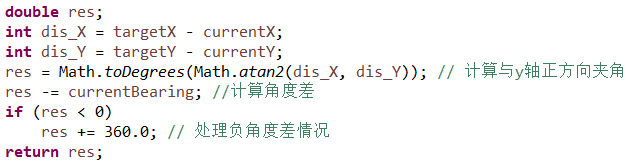 double res;
int dis_X = targetX - currentX;
int dis_Y = targetY - currentY;
res = Math.toDegrees(Math.atan2(dis_X, dis_Y)); // 计算与y轴正方向夹角
res -= currentBearing; //计算角度差
if (res < 0)
    res += 360.0; // 处理负角度差情况
return res;